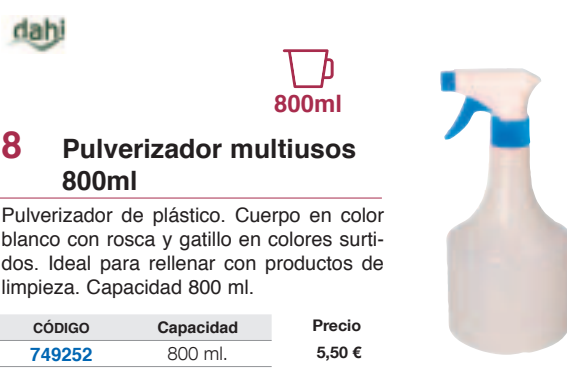 dahi
800ml
8 Pulverizador multiusos
800ml
Pulverizador de plástico. Cuerpo en color
blanco con rosca y gatillo en colores surti-
dos. Ideal para rellenar con productos de
limpieza. Capacidad 800 ml.
CÓDIGO Capacidad Precio
749252 800 ml. 5,50 €